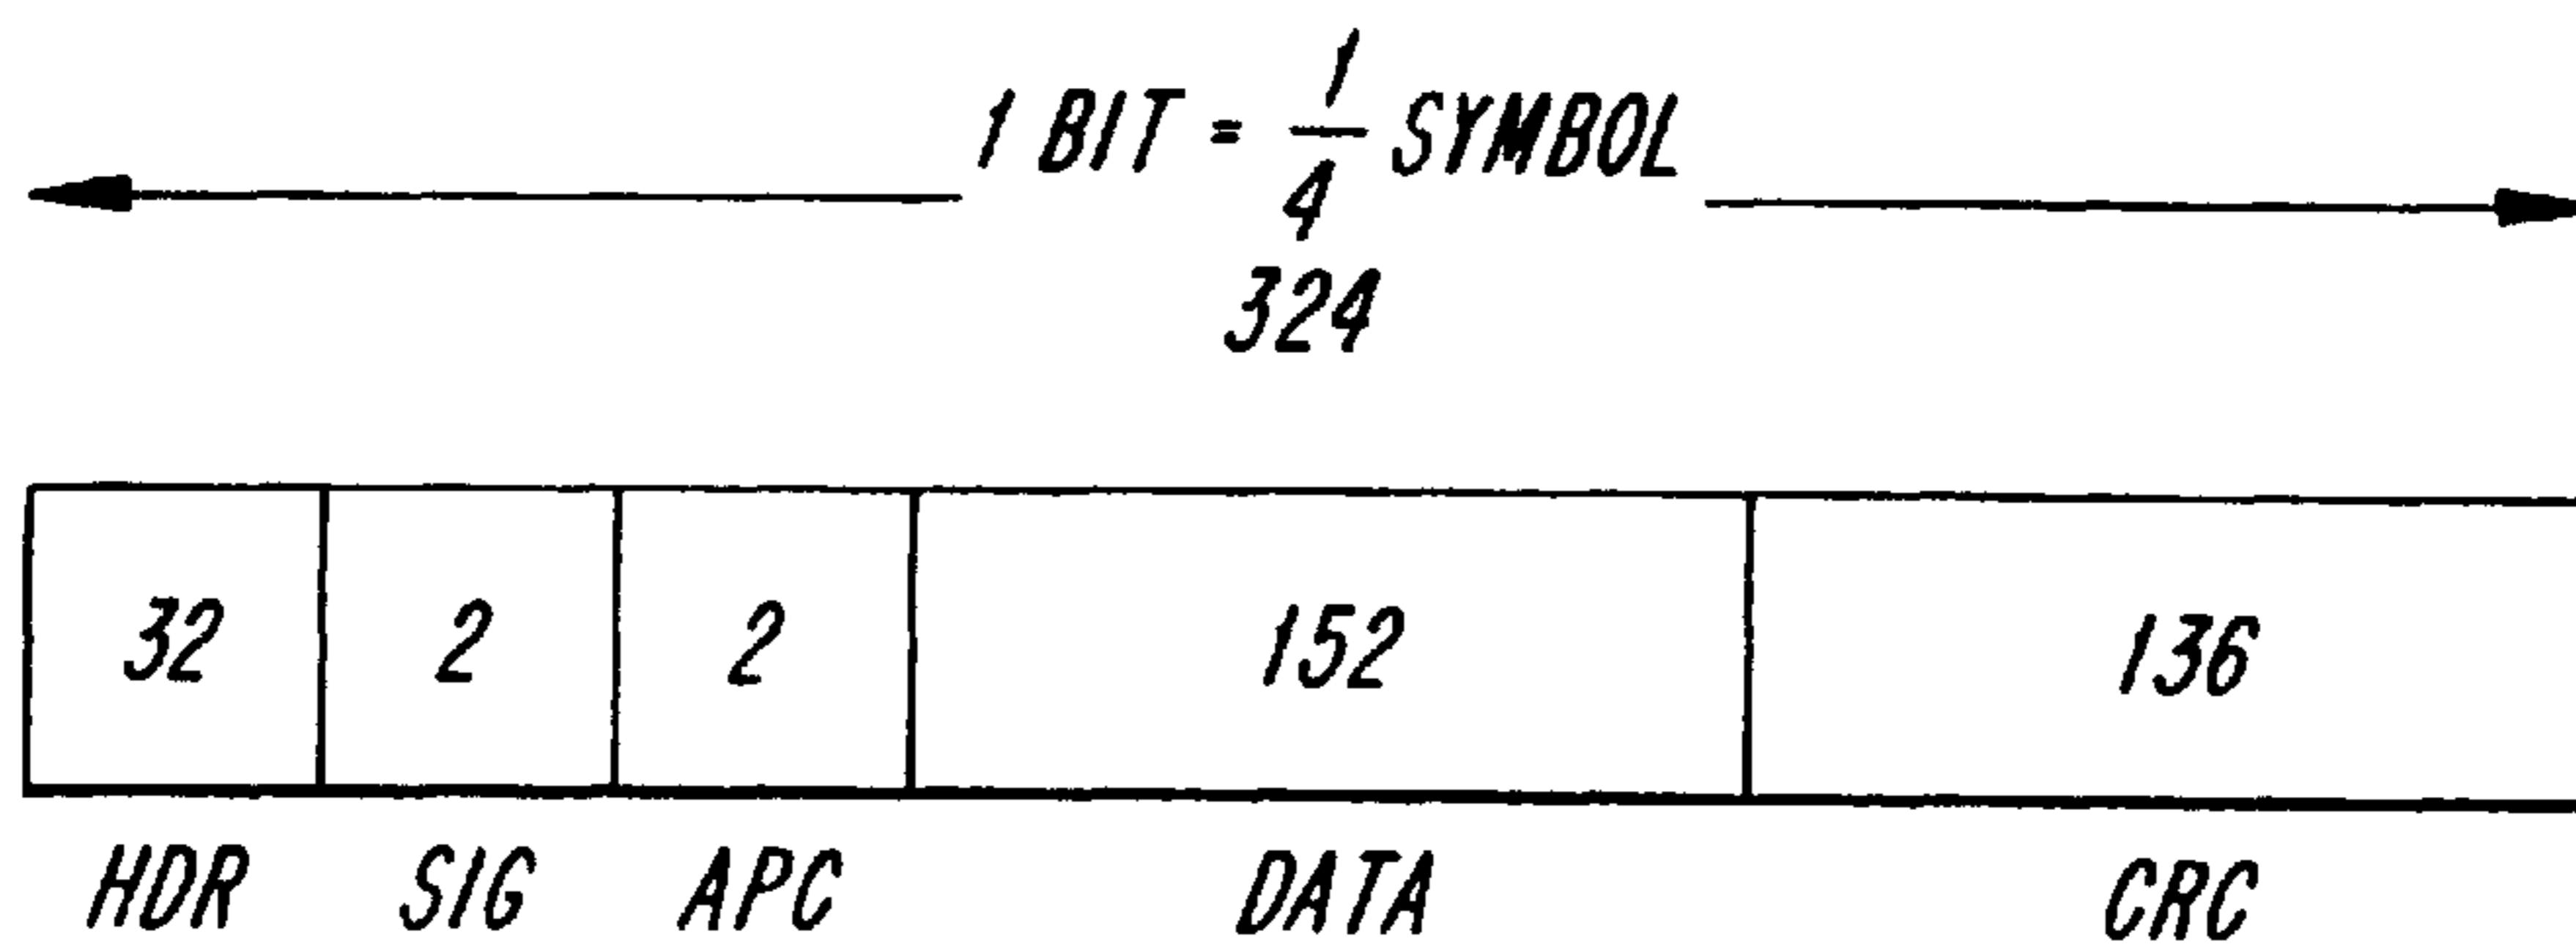 1 BIT = 1/4 SYMBOL
324
32 2 2 152 136
HDR SIG APC DATA CRC